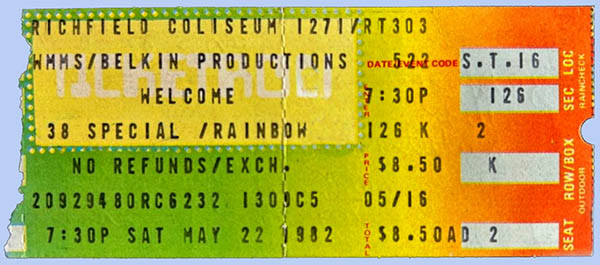 RICHFIELD COLISEUM 1271/RT303
WMMS/BELKIN PRODUCTIONS DATE/EVENT CODE 522 S.T.16
WELCOME 7:30P 126
38 SPECIAL /RAINBOW 126 K 2
NO REFUNDS/EXCH. PRICE $8.50 K
20929480RC6232 05/16
7:30P SAT MAY 22 1982 TOTAL $8.50AD 2
LOC
SEC
RAINCHECK
ROW/BOX
OUTDOOR
SEAT